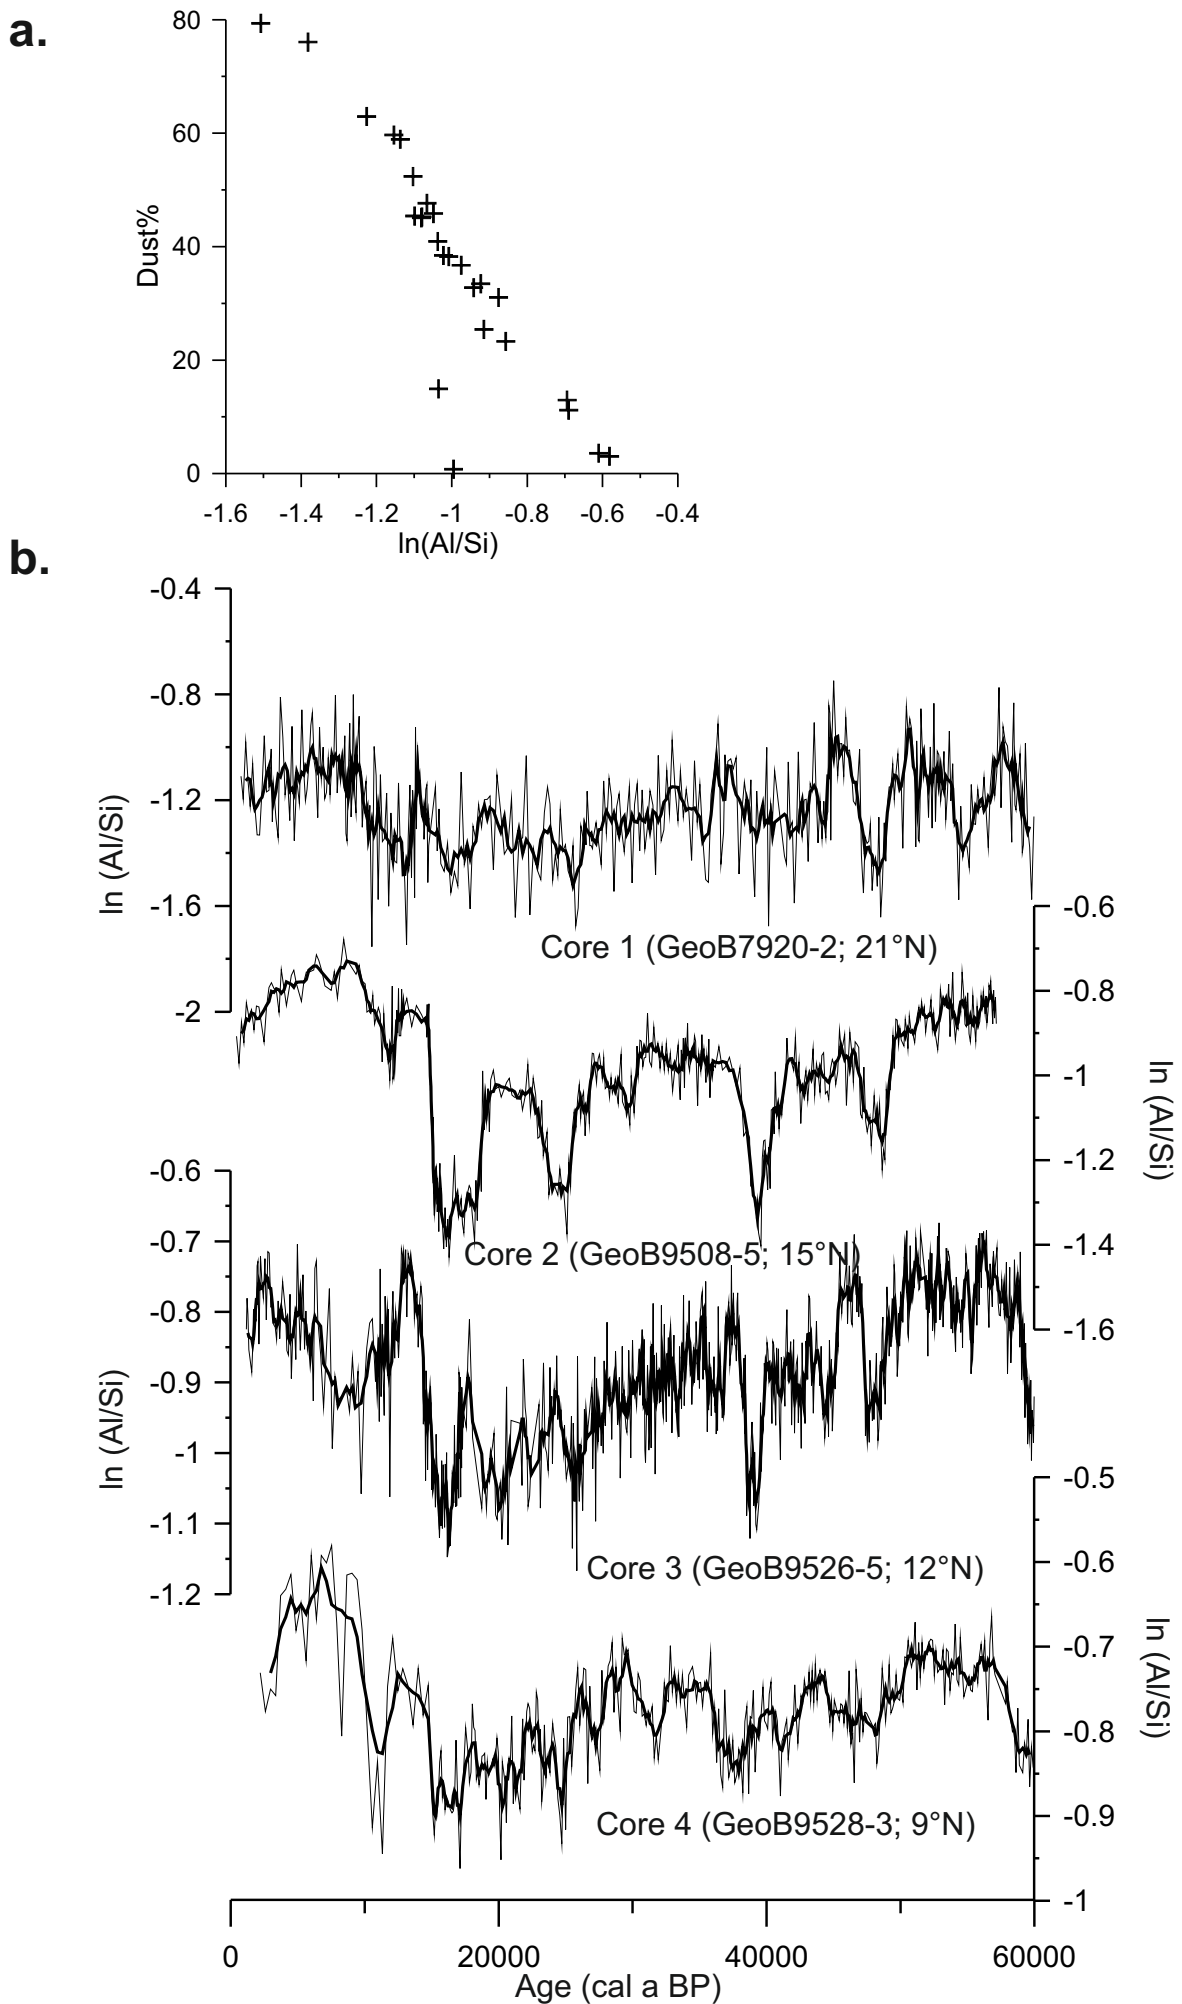 a.
80
60
40
20
0
Dust%
-1.6 -1.4 -1.2 -1 -0.8 -0.6 -0.4
ln(Al/Si)
b.
-0.4
-0.8
-1.2
-1.6
-2
ln (Al/Si)
Core 1 (GeoB7920-2; 21°N)
-0.6
-0.8
-1
-1.2
-1.4
-1.6
ln (Al/Si)
Core 2 (GeoB9508-5; 15°N)
-0.6
-0.7
-0.8
-0.9
-1
-1.1
-1.2
ln (Al/Si)
Core 3 (GeoB9526-5; 12°N)
-0.5
-0.6
-0.7
-0.8
-0.9
-1
ln (Al/Si)
Core 4 (GeoB9528-3; 9°N)
0 20000 40000 60000
Age (cal a BP)